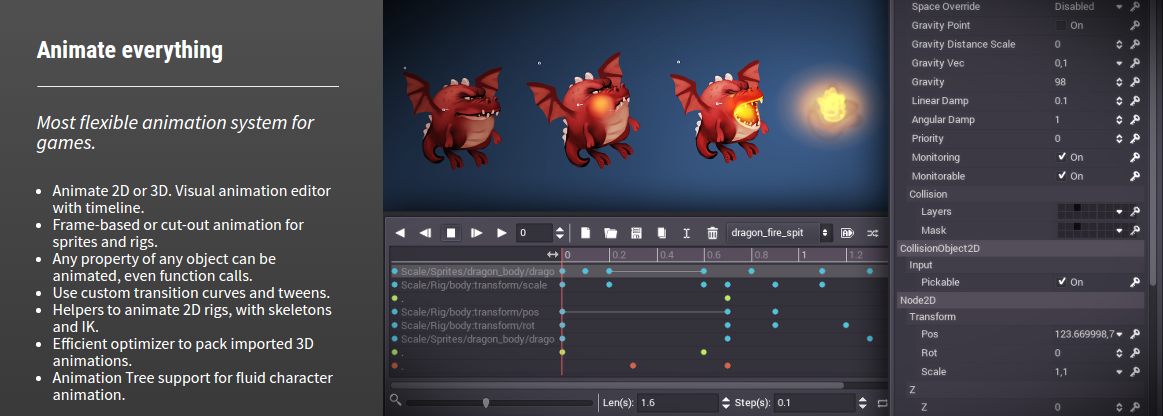 Animate everything
Most flexible animation system for
games.
Animate 2D or 3D. Visual animation editor
with timeline.
Frame-based or cut-out animation for
sprites and rigs.
Any property of any object can be
animated, even function calls.
Use custom transition curves and tweens.
Helpers to animate 2D rigs, with skeletons
and IK.
Efficient optimizer to pack imported 3D
animations.
Animation Tree support for fluid character
animation.
0
dragon_fire_spit
0 0.2 0.4 0.6 0.8 1 1.2
Scale/Sprites/dragon_body/drago
Scale/Rig/body:transform/scale
.
Scale/Rig/body:transform/pos
Scale/Rig/body:transform/rot
Scale/Sprites/dragon_body/drago
.
.
Len(s): 1.6 Step(s): 0.1
Space Override Disabled
Gravity Point On
Gravity Distance Scale 0
Gravity Vec 0,1
Gravity 98
Linear Damp 0.1
Angular Damp 1
Priority 0
Monitoring On
Monitorable On
Collision
Layers
Mask
CollisionObject2D
Input
Pickable On
Node2D
Transform
Pos 123.669998,7
Rot 0
Scale 1,1
Z
Z 0